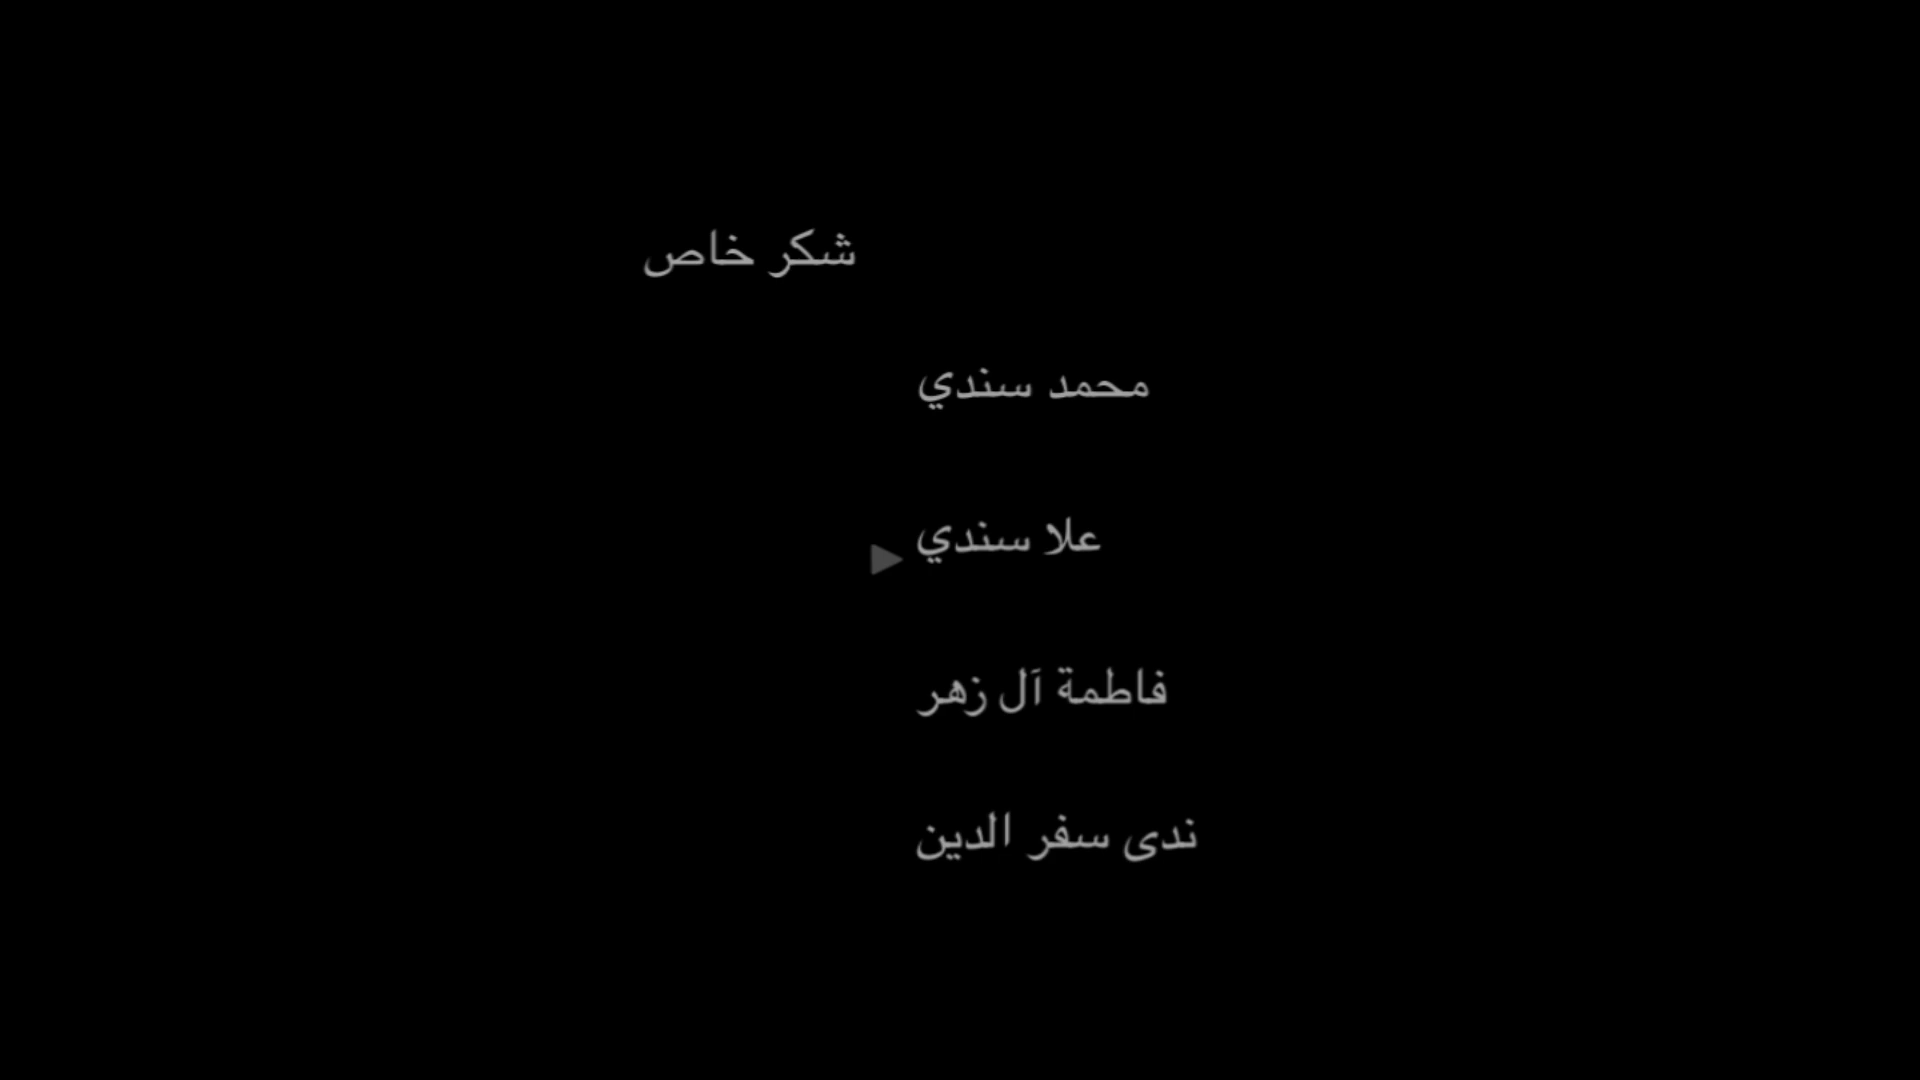 شكر خاص
محمد سندي
علا سندي
فاطمة آل زهر
ندى سفر الدين